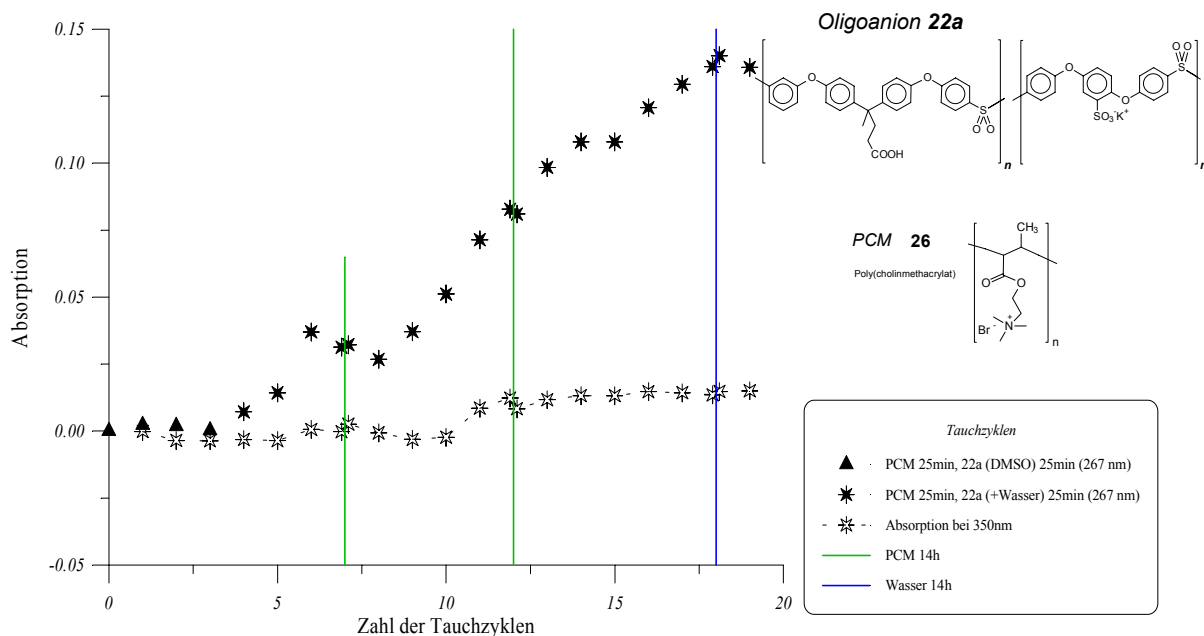 0.15
0.10
0.05
0.00
-0.05
Absorption
0
5
10
15
20
Zahl der Tauchzyklen
Oligoanion 22a
O
O
S
O O
COOH
n
O
O
SO3-K+
O O
S
n
PCM 26
Poly(cholinmethacrylat)
CH3
O
O
N+
Br-
n
Tauchzyklen
PCM 25min, 22a (DMSO) 25min (267 nm)
PCM 25min, 22a (+Wasser) 25min (267 nm)
Absorption bei 350nm
PCM 14h
Wasser 14h